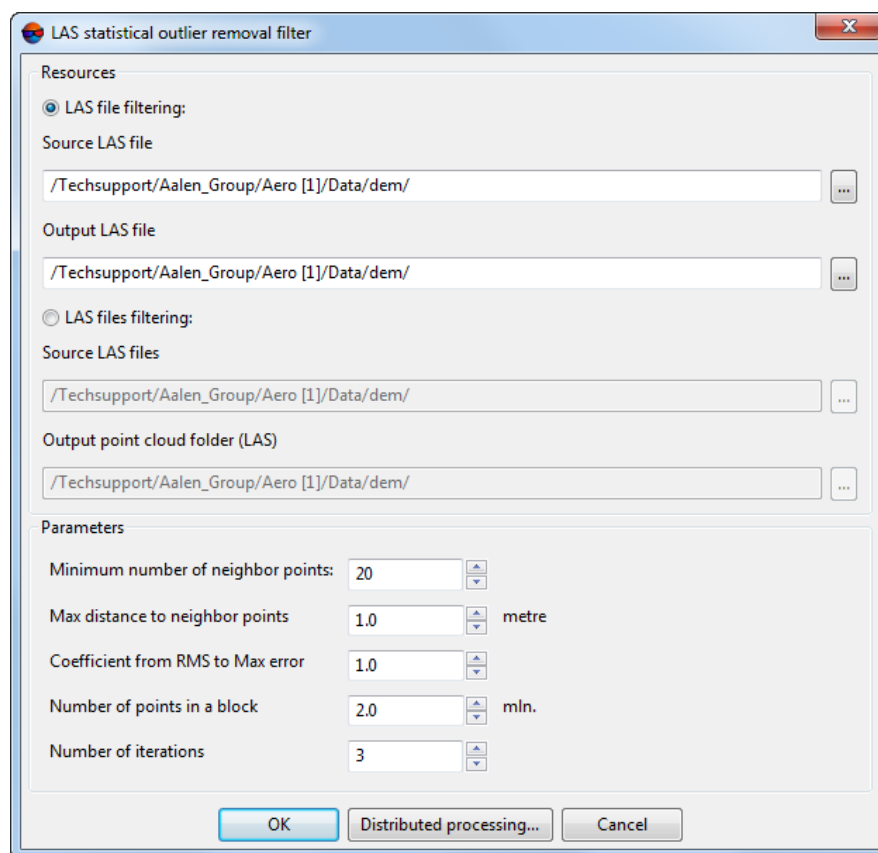 LAS statistical outlier removal filter
Resources
LAS file filtering:
Source LAS file
/Techsupport/Aalen_Group/Aero [1]/Data/dem/
...
Output LAS file
/Techsupport/Aalen_Group/Aero [1]/Data/dem/
...
LAS files filtering:
Source LAS files
/Techsupport/Aalen_Group/Aero [1]/Data/dem/
...
Output point cloud folder (LAS)
/Techsupport/Aalen_Group/Aero [1]/Data/dem/
...
Parameters
Minimum number of neighbor points: 20
Max distance to neighbor points 1.0 metre
Coefficient from RMS to Max error 1.0
Number of points in a block 2.0 mln.
Number of iterations 3
OK Distributed processing... Cancel